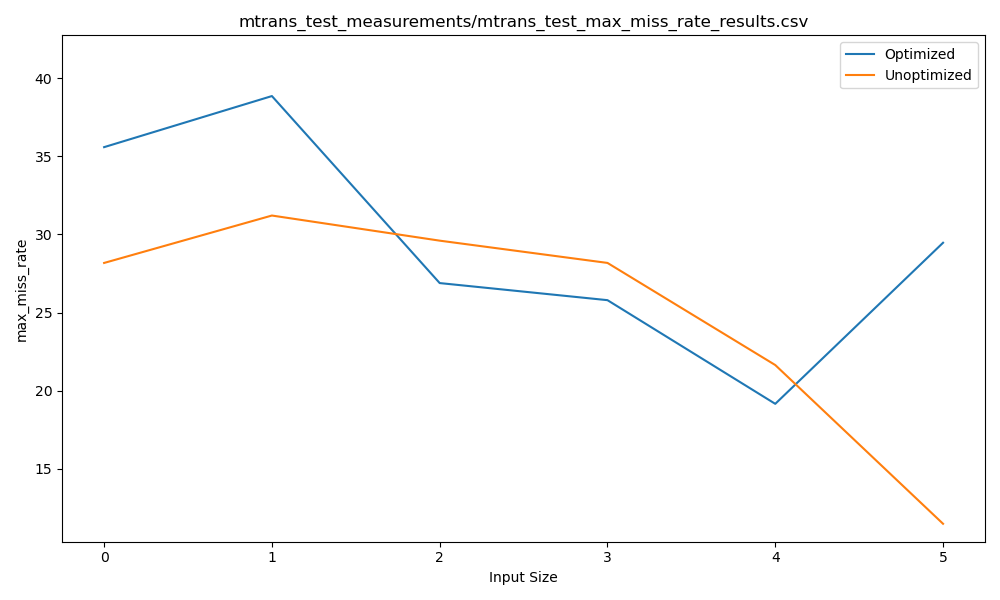 mtrans_test_measurements/mtrans_test_max_miss_rate_results.csv
Optimized
Unoptimized
max_miss_rate
40
35
30
25
20
15
0 1 2 3 4 5
Input Size